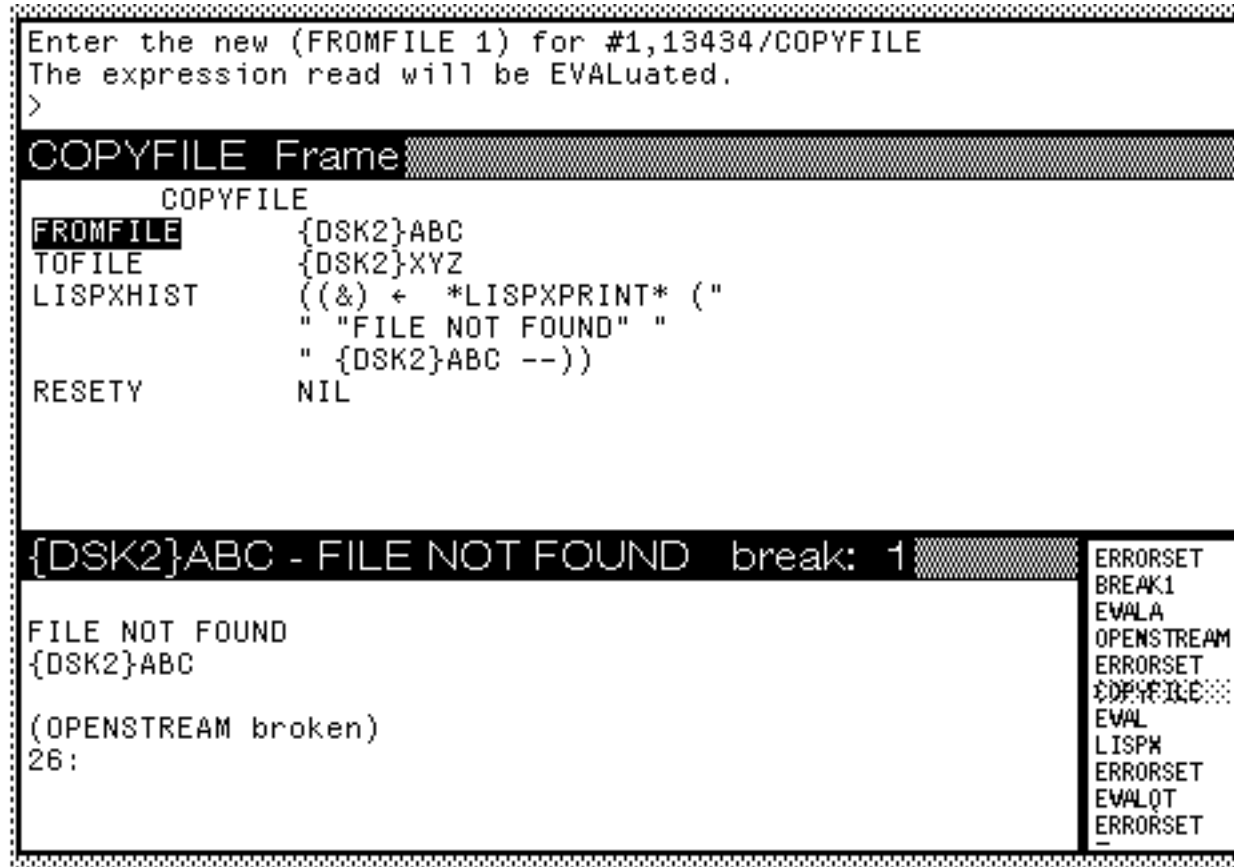 Enter the new (FROMFILE 1) for #1,13434/COPYFILE
The expression read will be EVALuated.
>
COPYFILE Frame
COPYFILE
FROMFILE {DSK2}ABC
TOFILE {DSK2}XYZ
LISPXHIST ((&) ← *LISPXPRINT* ("
" "FILE NOT FOUND" "
" {DSK2}ABC --))
RESETY NIL
{DSK2}ABC - FILE NOT FOUND break: 1
FILE NOT FOUND
{DSK2}ABC
(OPENSTREAM broken)
26:
ERRORSET
BREAK1
EVALA
OPENSTREAM
ERRORSET
COPYFILE
EVAL
LISPX
ERRORSET
EVALQT
ERRORSET